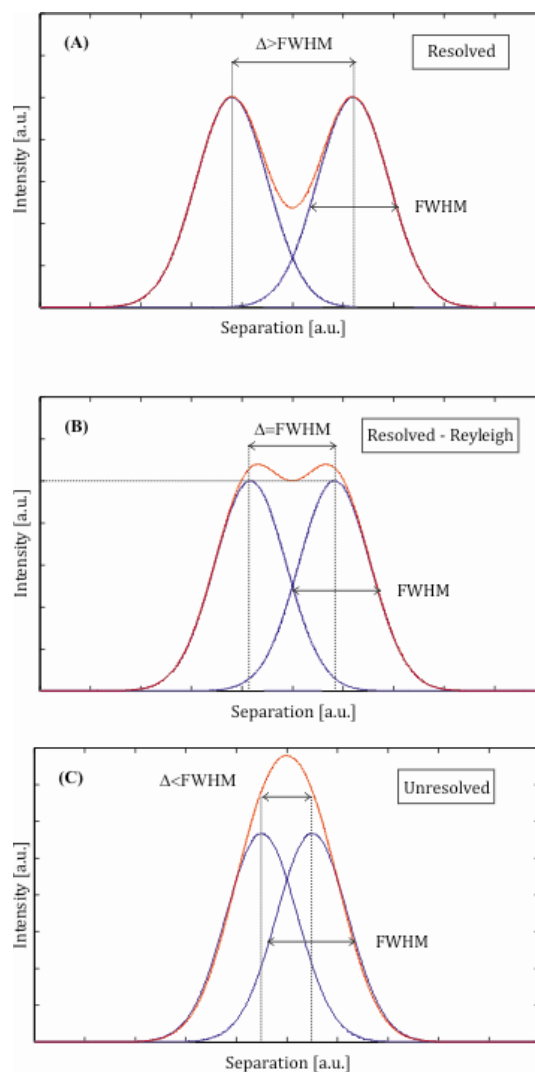 (A)
Δ>FWHM
Resolved
FWHM
Intensity [a.u.]
Separation [a.u.]
(B)
Δ=FWHM
Resolved - Reyleigh
FWHM
Intensity [a.u.]
Separation [a.u.]
(C)
Δ<FWHM
Unresolved
FWHM
Intensity [a.u.]
Separation [a.u.]